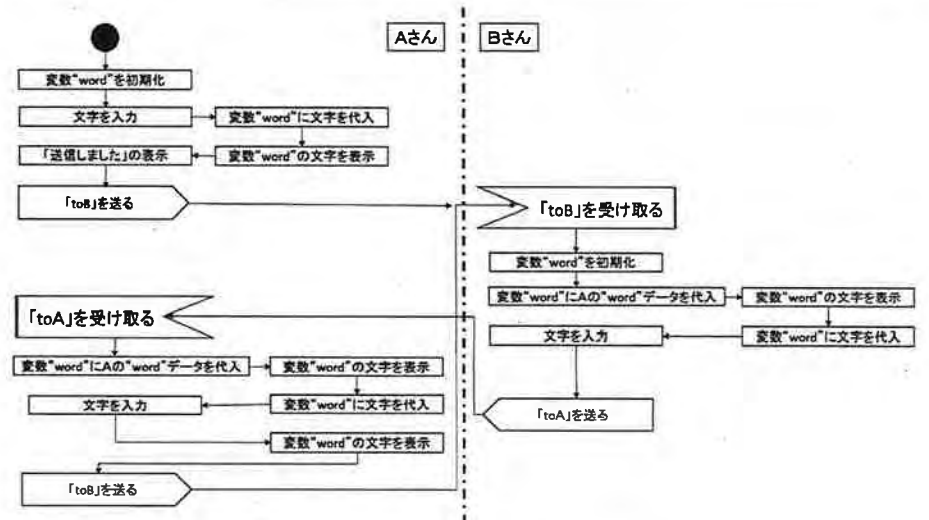 Aさん
Bさん
変数"word"を初期化
文字を入力
変数"word"に文字を代入
「送信しました」の表示
変数"word"の文字を表示
「toB」を送る
「toB」を受け取る
変数"word"を初期化
変数"word"にAの"word"データを代入
変数"word"の文字を表示
文字を入力
変数"word"に文字を代入
「toA」を送る
「toA」を受け取る
変数"word"にAの"word"データを代入
変数"word"の文字を表示
文字を入力
変数"word"に文字を代入
変数"word"の文字を表示
「toB」を送る